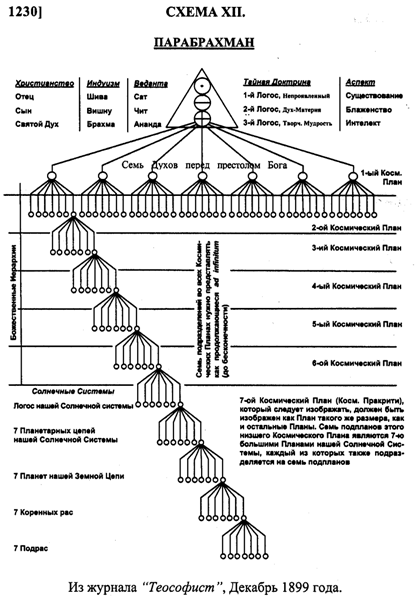 1230]
СХЕМА XII.
ПАРАБРАХМАН
Христианство Индуизм Веданта Тайная Доктрина Аспект
Отец Шива Сат 1-й Логос, Непроявленный Существование
Сын Вишну Чит 2-й Логос, Дух-Материя Блаженство
Святой Дух Брахма Ананда 3-й Логос, Творч. Мудрость Интелект
Семь Духов перед престолом Бога
1-ый Косм.
План
2-ой Космический План
3-ий Космический План
4-ый Космический План
5-ый Космический План
6-ой Космический План
Божественные Иерархии
Семь подразделений во всех Косми-
ческих Планах нужно представлять
как продолжающиеся ad infinitum
(до бесконечности)
Солнечные Системы
Логос нашей Солнечной системы
7 Планетарных цепей
нашей Солнечной Системы
7 Планет нашей Земной Цепи
7 Коренных рас
7 Подрас
7-ой Космический План (Косм. Пракрити),
который следует изображать, должен быть
изображен как План такого же размера, как
и остальные Планы. Семь подпланов этого
низшего Космического Плана являются 7-ю
большими Планами нашей Солнечной Сис-
темы, каждый из которых также подраз-
деляется на семь подпланов
Из журнала “Теософист”, Декабрь 1899 года.